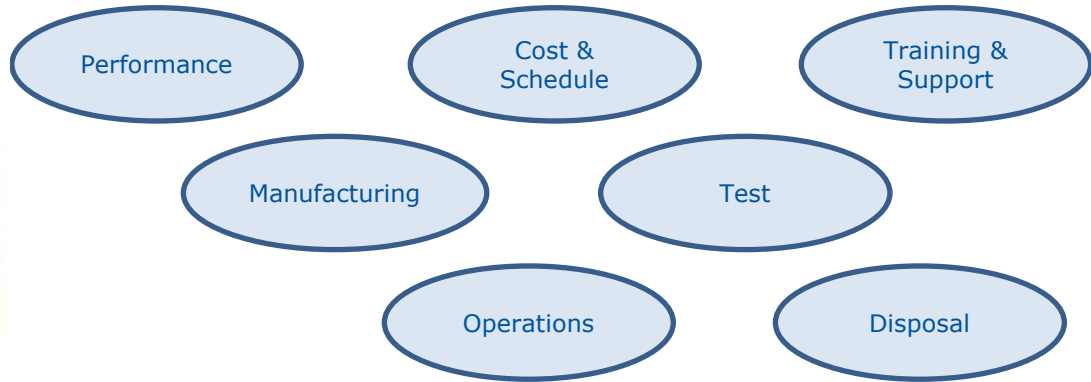 Performance
Cost &
Schedule
Training &
Support
Manufacturing
Test
Operations
Disposal